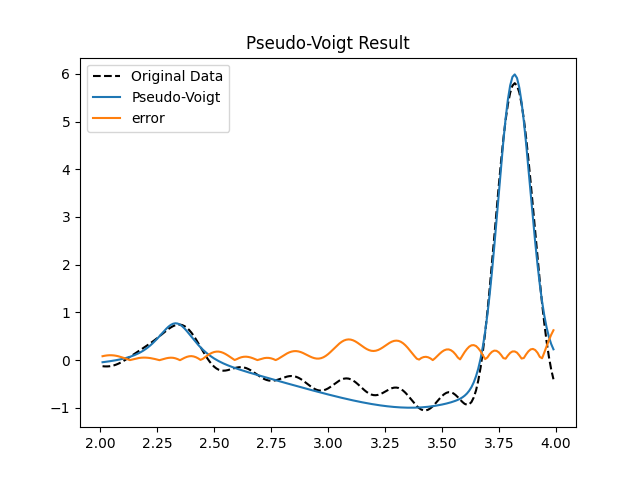 Pseudo-Voigt Result
Original Data
Pseudo-Voigt
error
6
5
4
3
2
1
0
−1
2.00 2.25 2.50 2.75 3.00 3.25 3.50 3.75 4.00